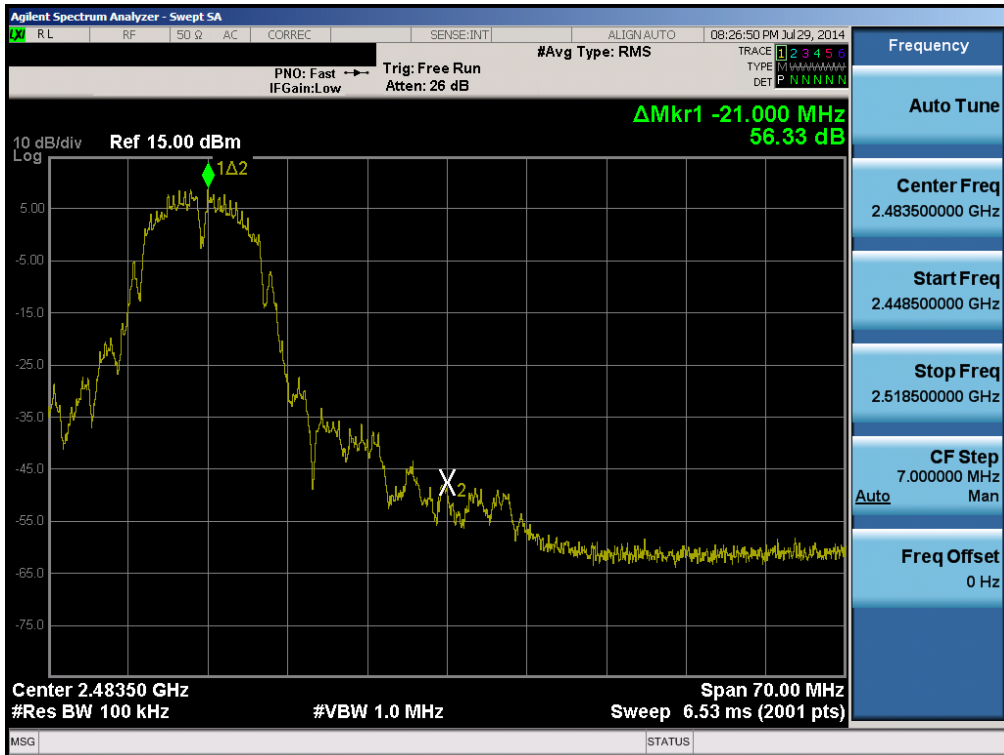 Agilent Spectrum Analyzer - Swept SA
LXI RL RF 50 Ω AC CORREC SENSE:INT ALIGN AUTO 08:26:50 PM Jul 29, 2014
#Avg Type: RMS
TRACE 1 2 3 4 5 6
TYPE M WWWWW
DET P N N N N N
PNO: Fast
IFGain:Low
Trig: Free Run
Atten: 26 dB
ΔMkr1 -21.000 MHz
56.33 dB
10 dB/div
Log
Ref 15.00 dBm
1Δ2
5.00
-5.00
-15.0
-25.0
-35.0
-45.0
X2
-55.0
-65.0
-75.0
Center 2.48350 GHz
Span 70.00 MHz
#Res BW 100 kHz
#VBW 1.0 MHz
Sweep 6.53 ms (2001 pts)
MSG
STATUS
Frequency
Auto Tune
Center Freq
2.483500000 GHz
Start Freq
2.448500000 GHz
Stop Freq
2.518500000 GHz
CF Step
7.000000 MHz
Auto Man
Freq Offset
0 Hz